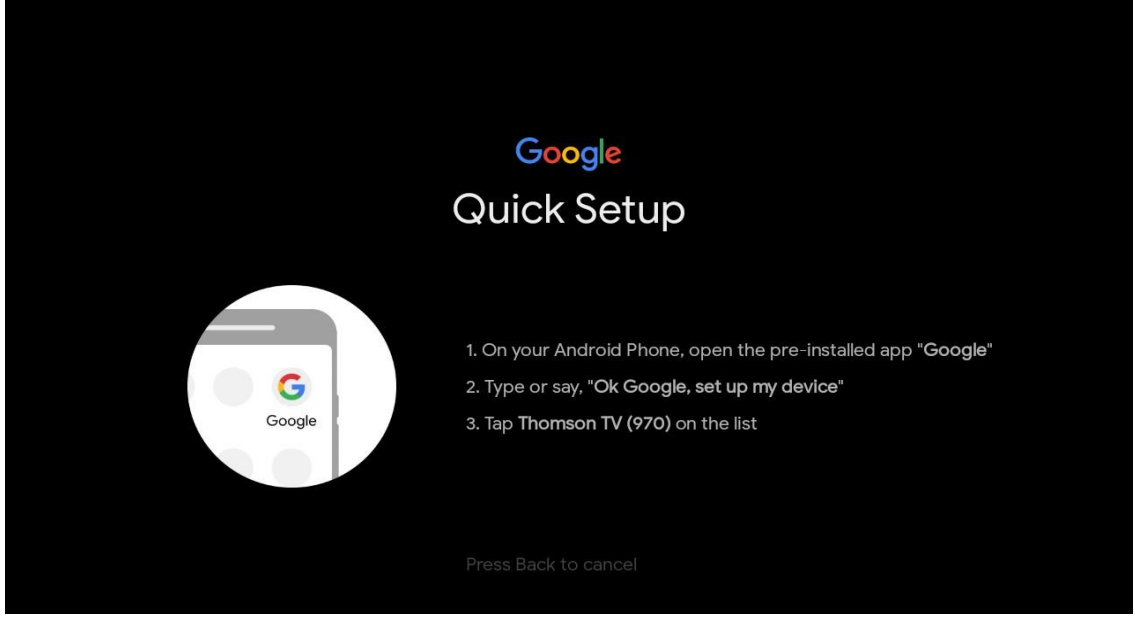 Google
Quick Setup
Google
1. On your Android Phone, open the pre-installed app "Google"
2. Type or say, "Ok Google, set up my device"
3. Tap Thomson TV (970) on the list
Press Back to cancel